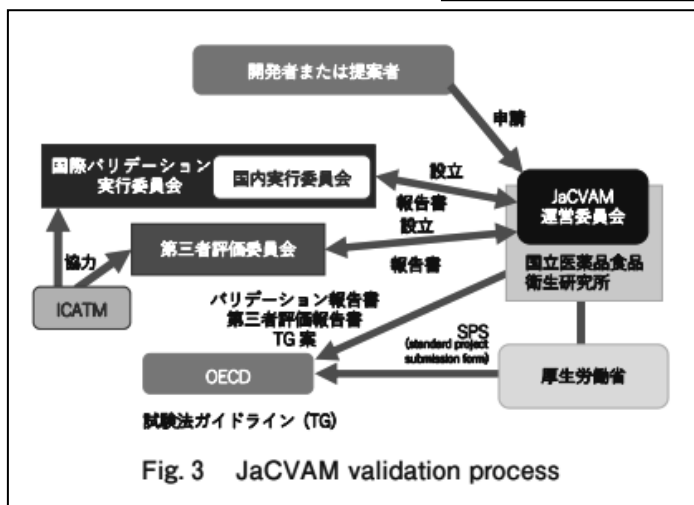 開発者または提案者
申請
国際バリデーション
実行委員会
国内実行委員会
設立
報告書
JaCVAM
運営委員会
第三者評価委員会
設立
報告書
国立医薬品食品
衛生研究所
協力
ICATM
バリデーション報告書
第三者評価報告書
TG 案
SPS
(standard project
submission form)
OECD
厚生労働省
試験法ガイドライン (TG)
Fig. 3 JaCVAM validation process